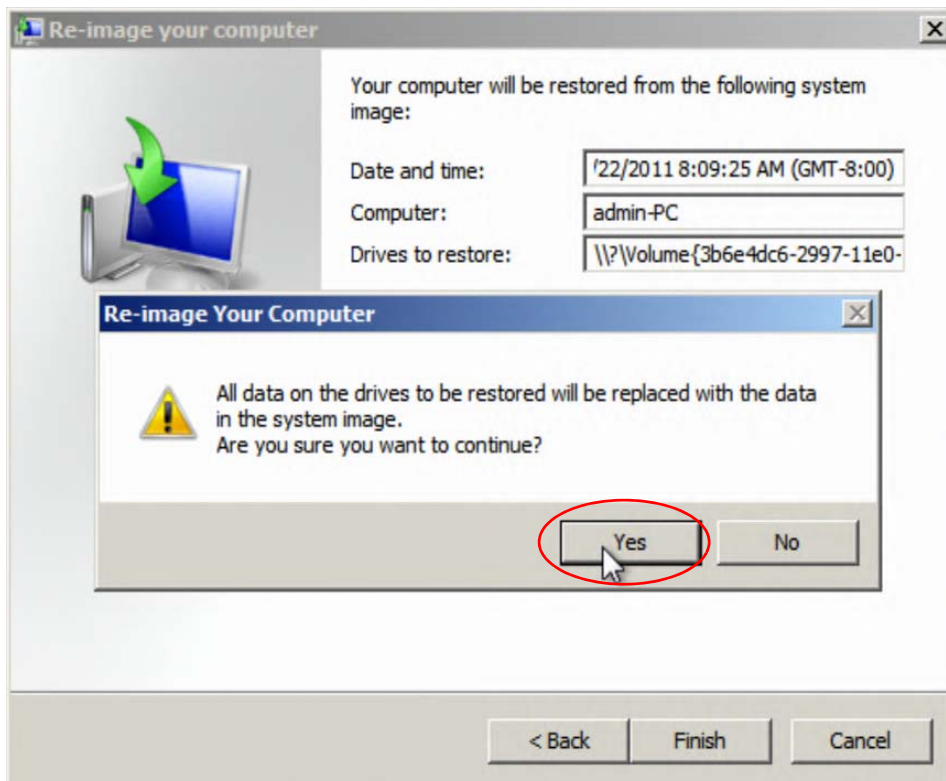 Re-image your computer
Your computer will be restored from the following system
image:
Date and time: '22/2011 8:09:25 AM (GMT-8:00)
Computer: admin-PC
Drives to restore: \\?\Volume{3b6e4dc6-2997-11e0-
Re-image Your Computer
All data on the drives to be restored will be replaced with the data
in the system image.
Are you sure you want to continue?
Yes No
< Back Finish Cancel